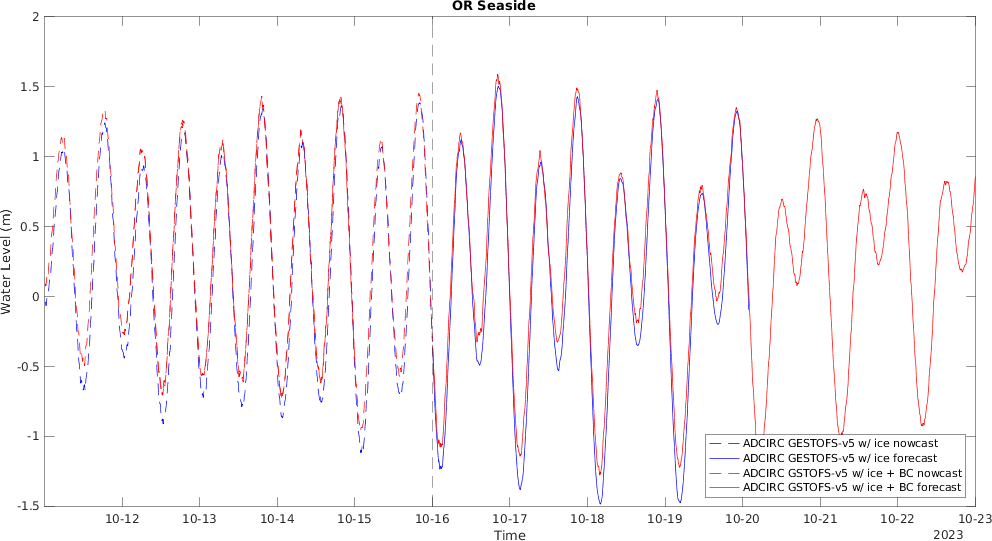 OR Seaside
2
1.5
1
0.5
0
-0.5
-1
-1.5
Water Level (m)
ADCIRC GESTOFS-v5 w/ ice nowcast
ADCIRC GESTOFS-v5 w/ ice forecast
ADCIRC GSTOFS-v5 w/ ice + BC nowcast
ADCIRC GSTOFS-v5 w/ ice + BC forecast
10-12 10-13 10-14 10-15 10-16 10-17 10-18 10-19 10-20 10-21 10-22 10-23
Time
2023